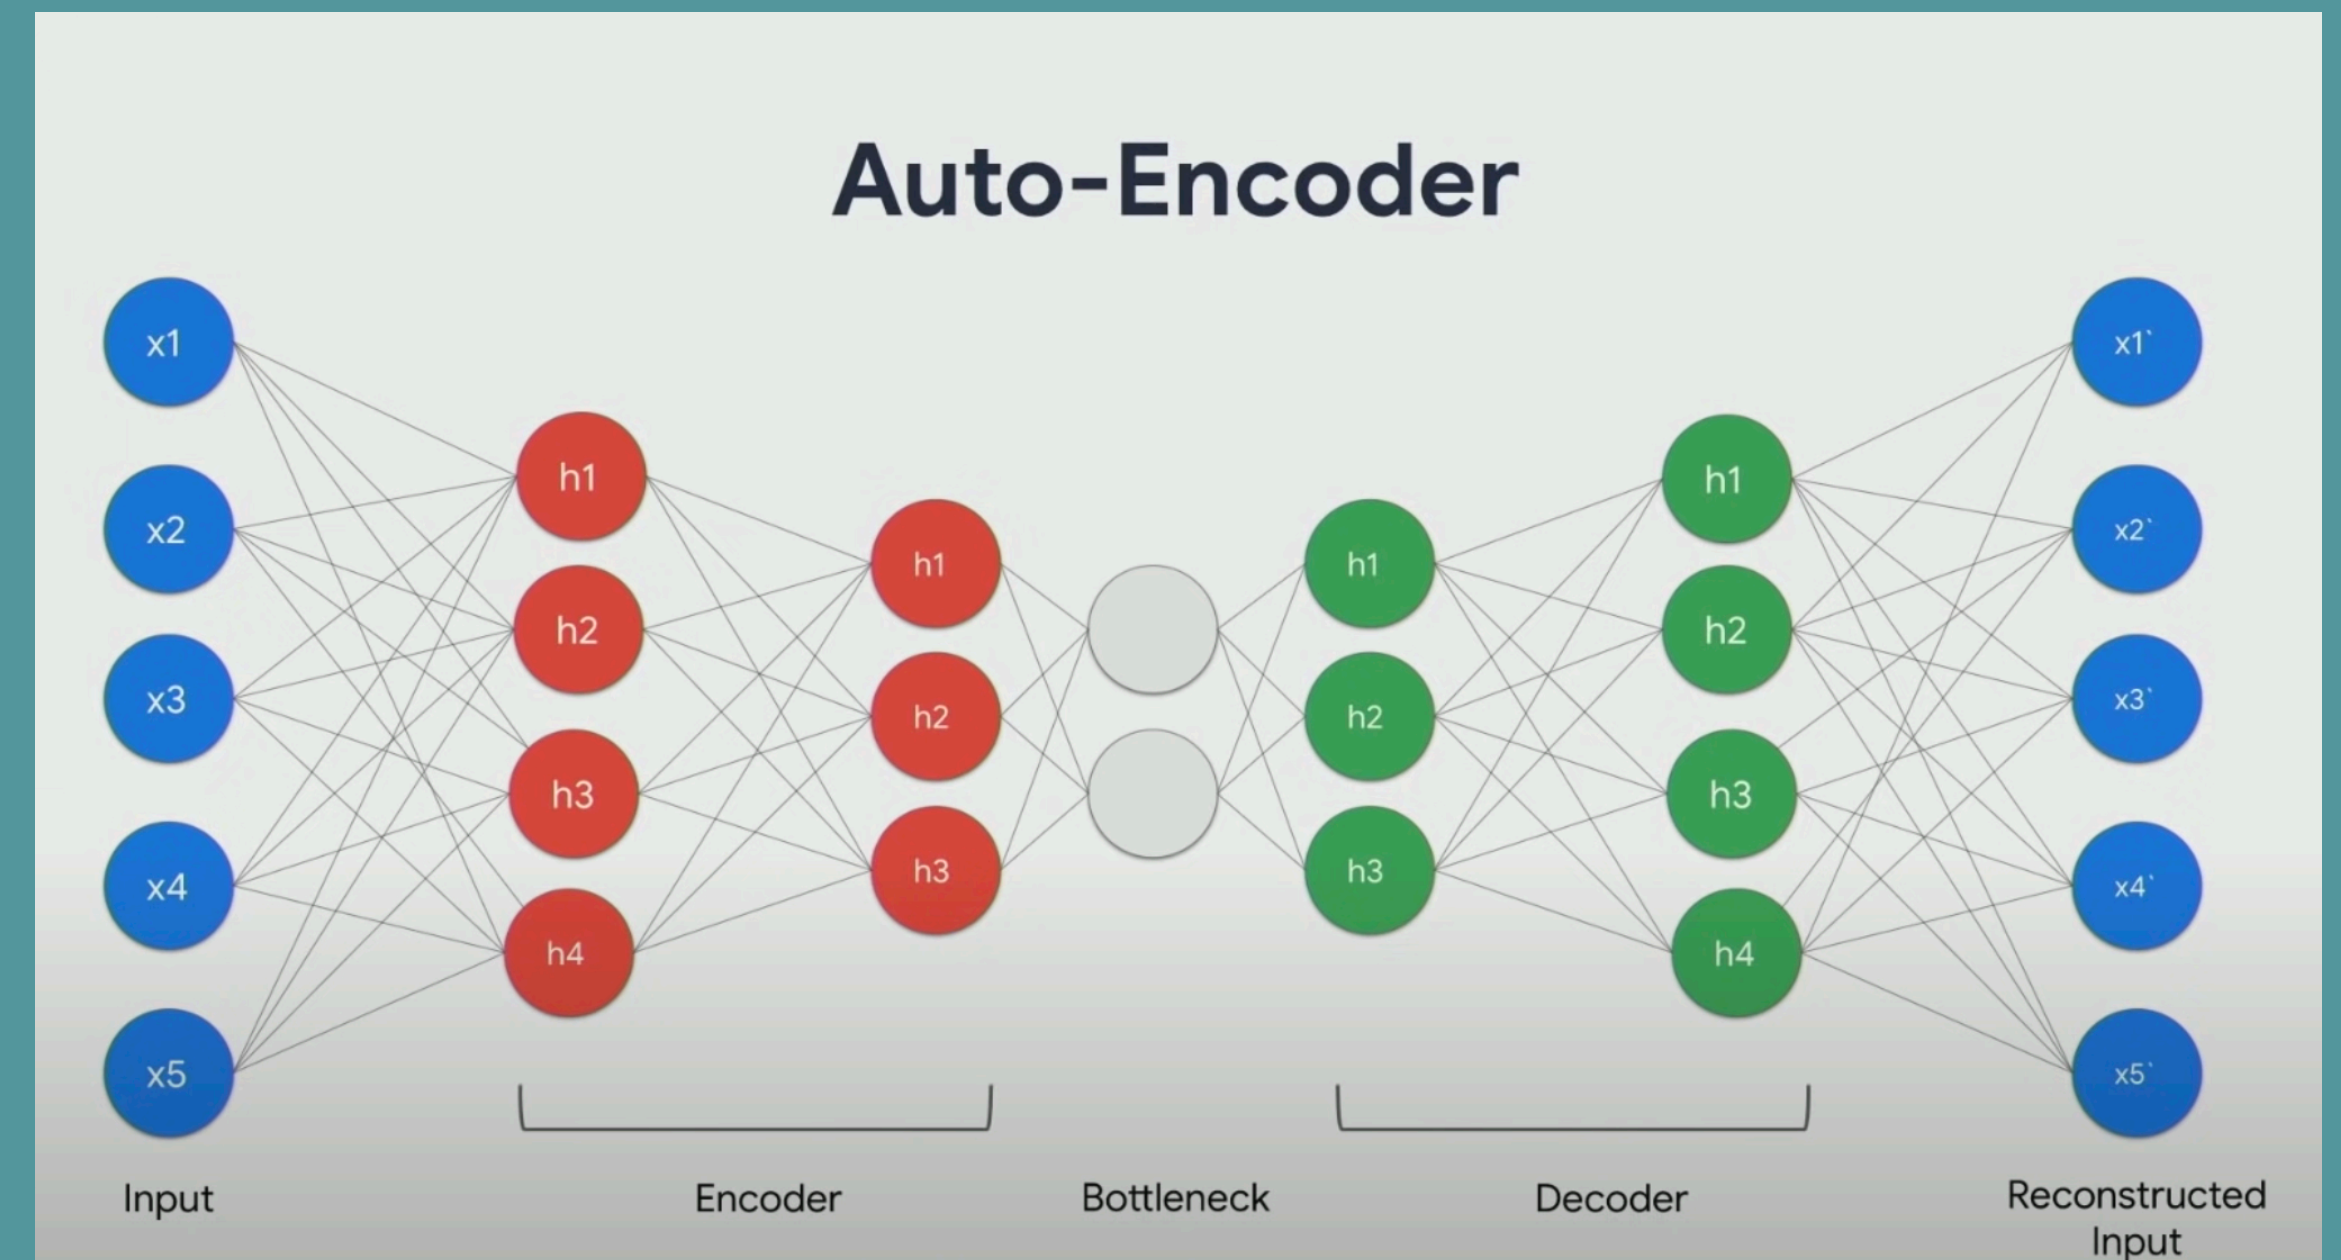 Auto-Encoder
x1
x2
x3
x4
x5
h1
h2
h3
h4
h1
h2
h3
h1
h2
h3
h1
h2
h3
h4
x1`
x2`
x3`
x4`
x5`
Input
Encoder
Bottleneck
Decoder
Reconstructed
Input